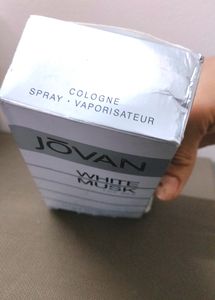 COLOGNE
SPRAY · VAPORISATEUR
JŌVAN
WHITE
MUSK